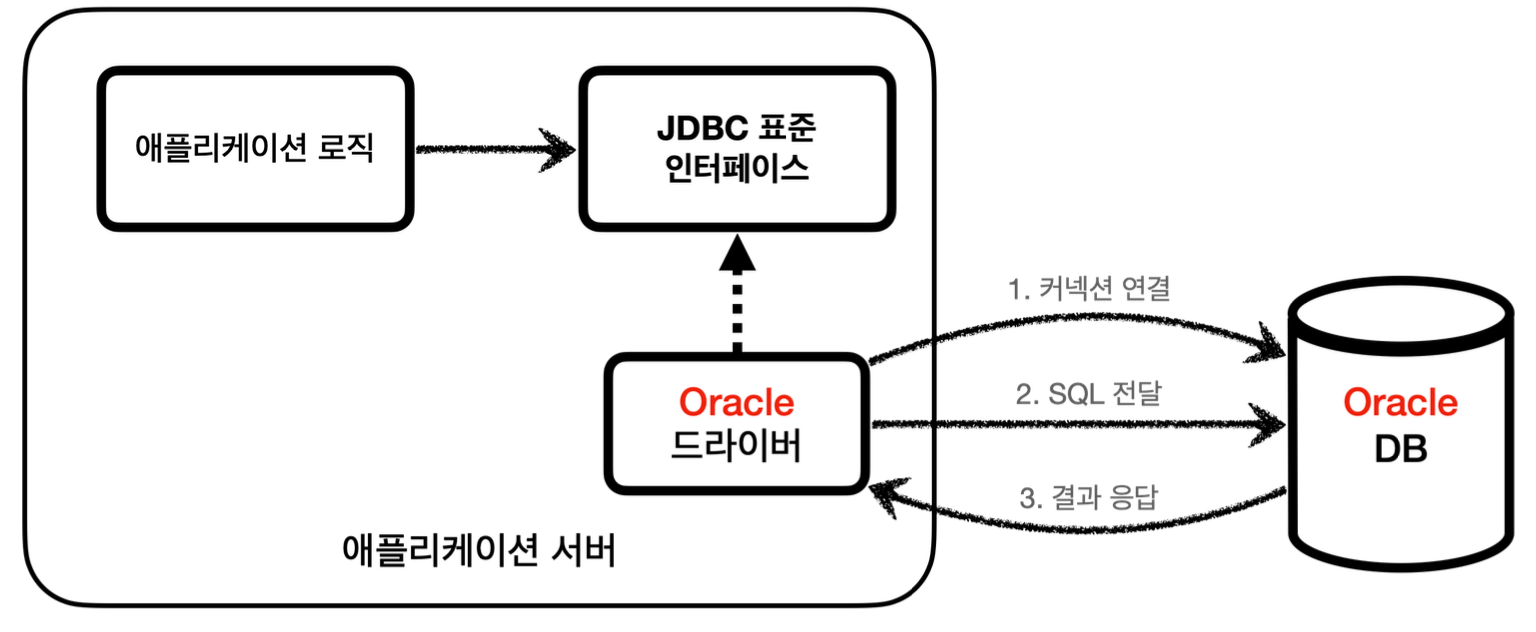 애플리케이션 로직
JDBC 표준
인터페이스
1. 커넥션 연결
Oracle
드라이버
2. SQL 전달
Oracle
DB
3. 결과 응답
애플리케이션 서버